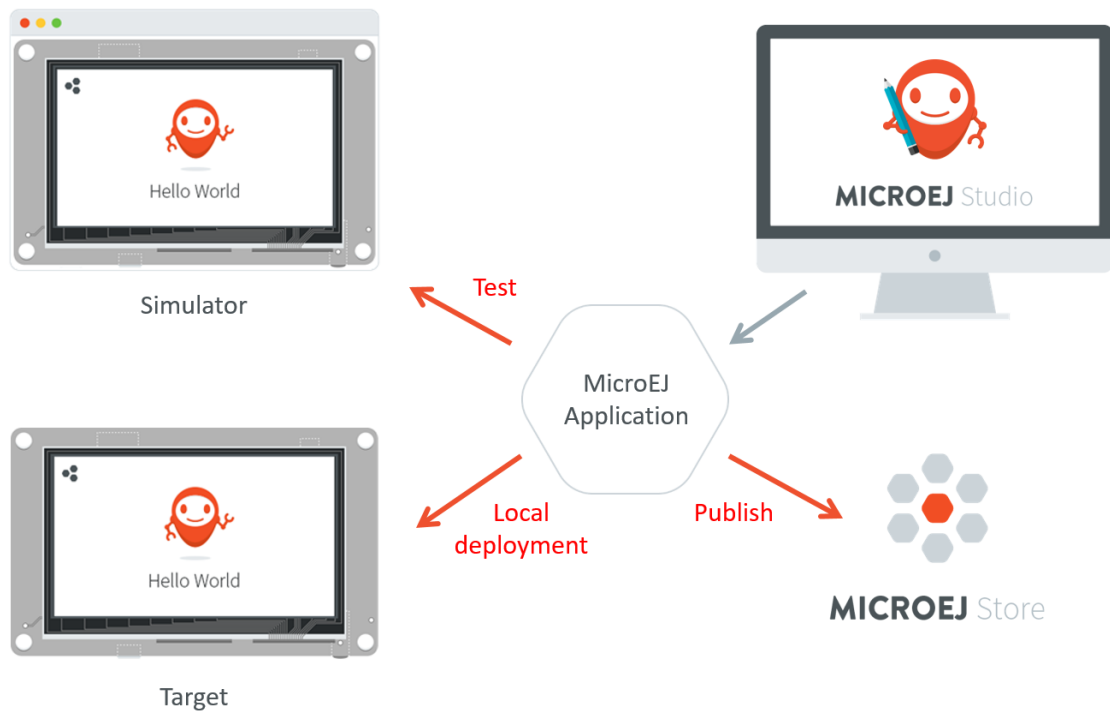 Hello World
Simulator
MICROEJ Studio
Test
MicroEJ
Application
Local
deployment
Publish
Hello World
Target
MICROEJ Store